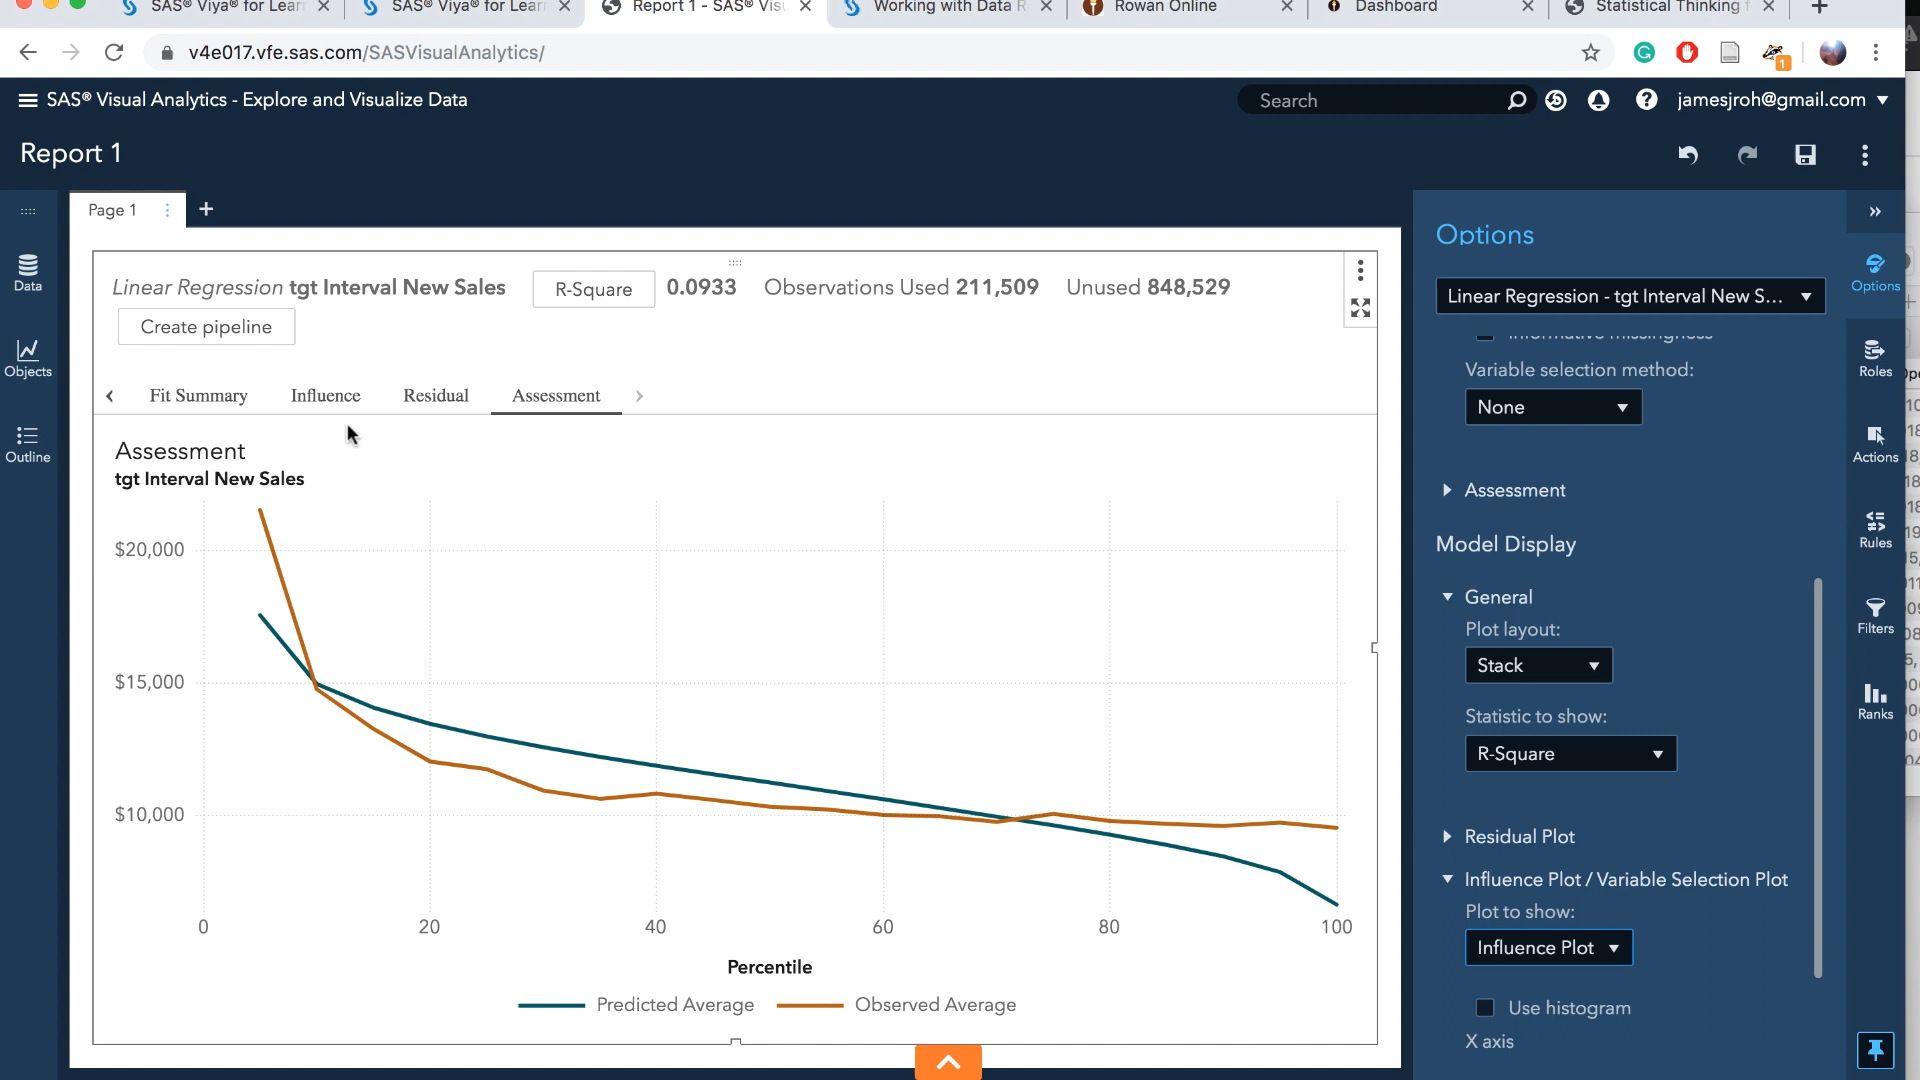 SAS® Viya® for Lear
SAS® Viya® for Lear
Report 1 - SAS® Visu
Working with Data R
Rowan Online
Dashboard
Statistical Thinking f
v4e017.vfe.sas.com/SASVisualAnalytics/
1
SAS® Visual Analytics - Explore and Visualize Data
Search
jamesjroh@gmail.com
Report 1
Page 1
Data
Objects
Outline
Linear Regression tgt Interval New Sales R-Square 0.0933 Observations Used 211,509 Unused 848,529
Create pipeline
Fit Summary Influence Residual Assessment
Assessment
tgt Interval New Sales
$20,000
$15,000
$10,000
0 20 40 60 80 100
Percentile
Predicted Average Observed Average
Options
Linear Regression - tgt Interval New S...
Informative missingness
Variable selection method:
None
Assessment
Model Display
General
Plot layout:
Stack
Statistic to show:
R-Square
Residual Plot
Influence Plot / Variable Selection Plot
Plot to show:
Influence Plot
Use histogram
X axis
Options
Roles
Actions
Rules
Filters
Ranks